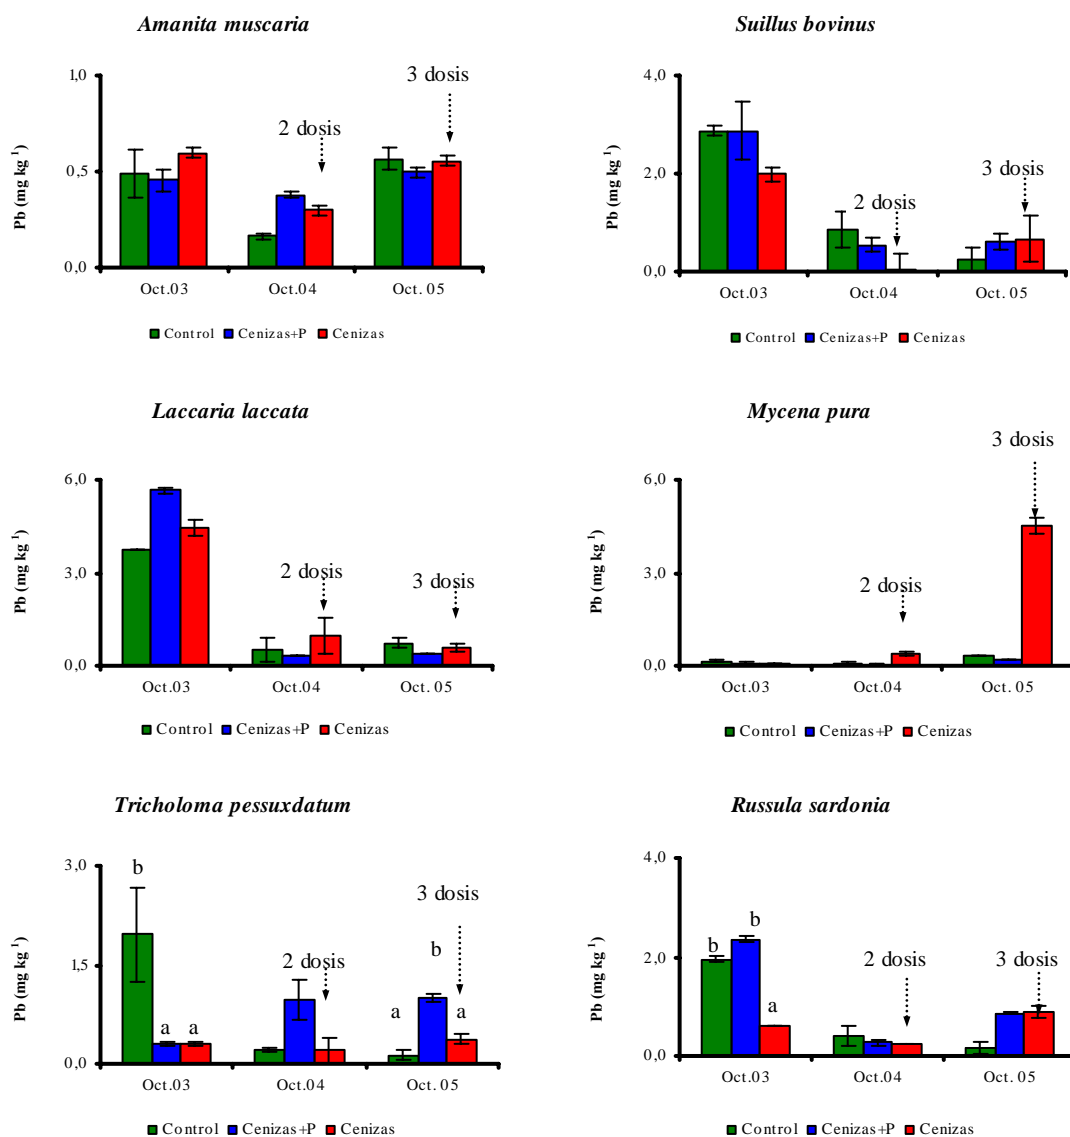 Amanita muscaria
1,0
0,5
0,0
Pb (mg kg-1)
2 dosis
3 dosis
Oct.03 Oct.04 Oct. 05
Control Cenizas+P Cenizas
Suillus bovinus
4,0
2,0
0,0
Pb (mg kg-1)
2 dosis
3 dosis
Oct.03 Oct.04 Oct. 05
Control Cenizas+P Cenizas
Laccaria laccata
6,0
3,0
0,0
Pb (mg kg-1)
2 dosis
3 dosis
Oct.03 Oct.04 Oct. 05
Control Cenizas+P Cenizas
Mycena pura
6,0
3,0
0,0
Pb (mg kg-1)
2 dosis
3 dosis
Oct.03 Oct.04 Oct. 05
Control Cenizas+P Cenizas
Tricholoma pessuxdatum
3,0
1,5
0,0
Pb (mg kg-1)
b
a a
2 dosis
3 dosis
a b a
Oct.03 Oct.04 Oct. 05
Control Cenizas+P Cenizas
Russula sardonia
4,0
2,0
0,0
Pb (mg kg-1)
b b a
2 dosis
3 dosis
Oct.03 Oct.04 Oct. 05
Control Cenizas+P Cenizas